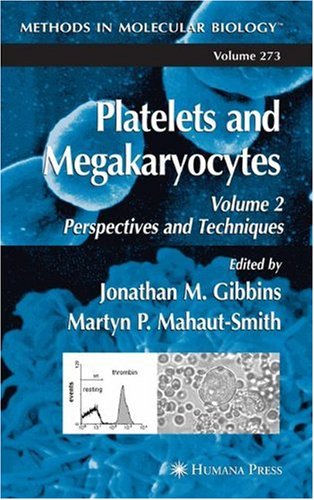 METHODS IN MOLECULAR BIOLOGY™
Volume 273
Platelets and
Megakaryocytes
Volume 2
Perspectives and Techniques
Edited by
Jonathan M. Gibbins
Martyn P. Mahaut-Smith
thrombin
resting
events
HUMANA PRESS